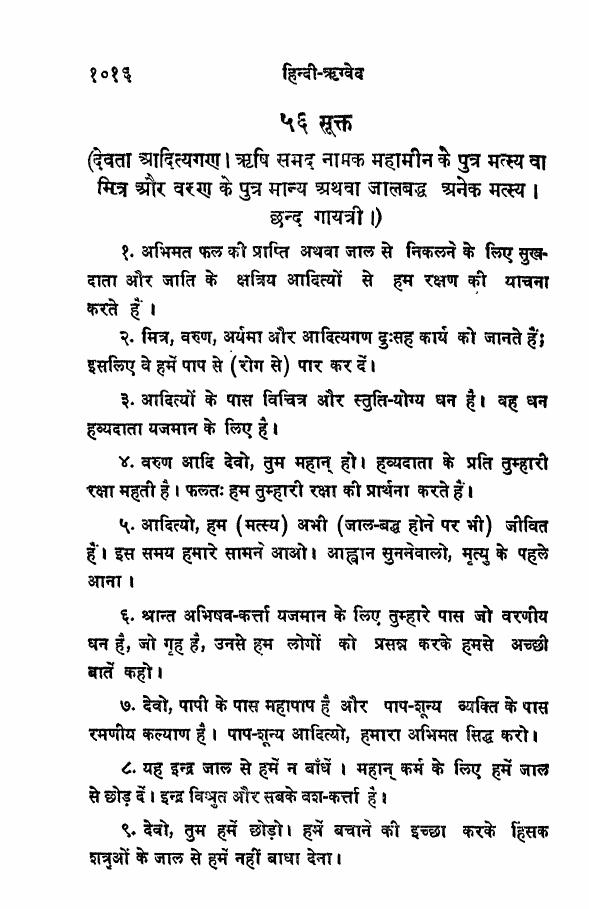 १०१६ हिन्दी-ऋग्वेद
५६ सूक्त
(देवता आदित्यगण। ऋषि समद नामक महामीन के पुत्र मत्स्य वा
मित्र और वरुण के पुत्र मान्य अथवा जालबद्ध अनेक मत्स्य।
छन्द गायत्री।)
१. अभिमत फल की प्राप्ति अथवा जाल से निकलने के लिए सुख-
दाता और जाति के क्षत्रिय आदित्यों से हम रक्षण की याचना
करते हैं।
२. मित्र, वरुण, अर्यमा और आदित्यगण दुःसह कार्य को जानते हैं;
इसलिए वे हमें पाप से (रोग से) पार कर दें।
३. आदित्यों के पास विचित्र और स्तुति-योग्य धन है। वह धन
हव्यदाता यजमान के लिए है।
४. वरुण आदि देवो, तुम महान् हो। हव्यदाता के प्रति तुम्हारी
रक्षा महती है। फलतः हम तुम्हारी रक्षा की प्रार्थना करते हैं।
५. आदित्यो, हम (मत्स्य) अभी (जाल-बद्ध होने पर भी) जीवित
हैं। इस समय हमारे सामने आओ। आह्वान सुननेवालो, मृत्यु के पहले
आना।
६. श्रान्त अभिषव-कर्त्ता यजमान के लिए तुम्हारे पास जो वरणीय
धन है, जो गृह है, उनसे हम लोगों को प्रसन्न करके हमसे अच्छी
बातें कहो।
७. देवो, पापी के पास महापाप है और पाप-शून्य व्यक्ति के पास
रमणीय कल्याण है। पाप-शून्य आदित्यो, हमारा अभिमत सिद्ध करो।
८. यह इन्द्र जाल से हमें न बाँधें। महान् कर्म के लिए हमें जाल
से छोड़ दें। इन्द्र विश्रुत और सबके वश-कर्त्ता है।
९. देवो, तुम हमें छोड़ो। हमें बचाने की इच्छा करके हिंसक
शत्रुओं के जाल से हमें नहीं बाधा देना।